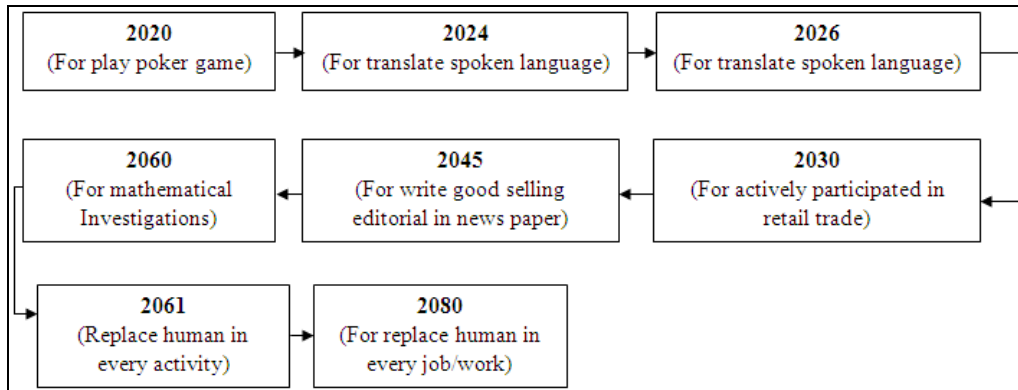 2020
(For play poker game)
2024
(For translate spoken language)
2026
(For translate spoken language)
2030
(For actively participated in
retail trade)
2045
(For write good selling
editorial in news paper)
2060
(For mathematical
Investigations)
2061
(Replace human in
every activity)
2080
(For replace human in
every job/work)